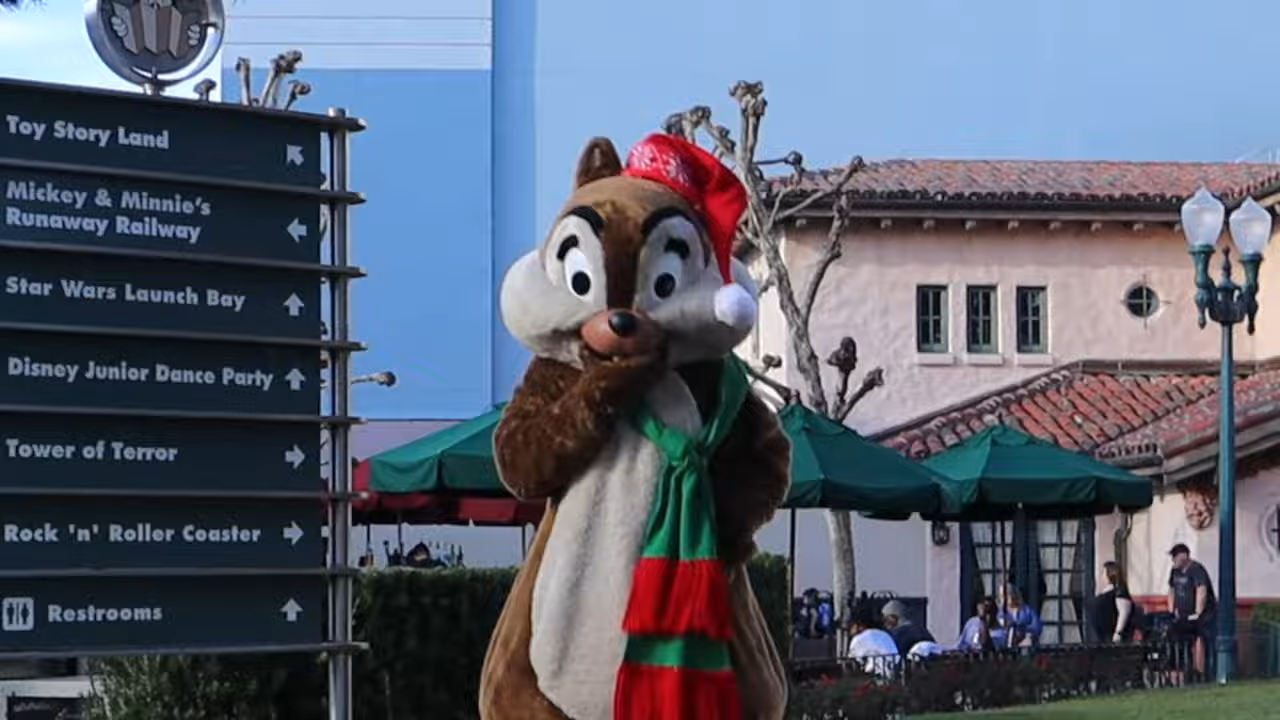 Toy Story Land
Mickey & Minnie's
Runaway Railway
Star Wars Launch Bay
Disney Junior Dance Party
Tower of Terror
Rock 'n' Roller Coaster
Restrooms